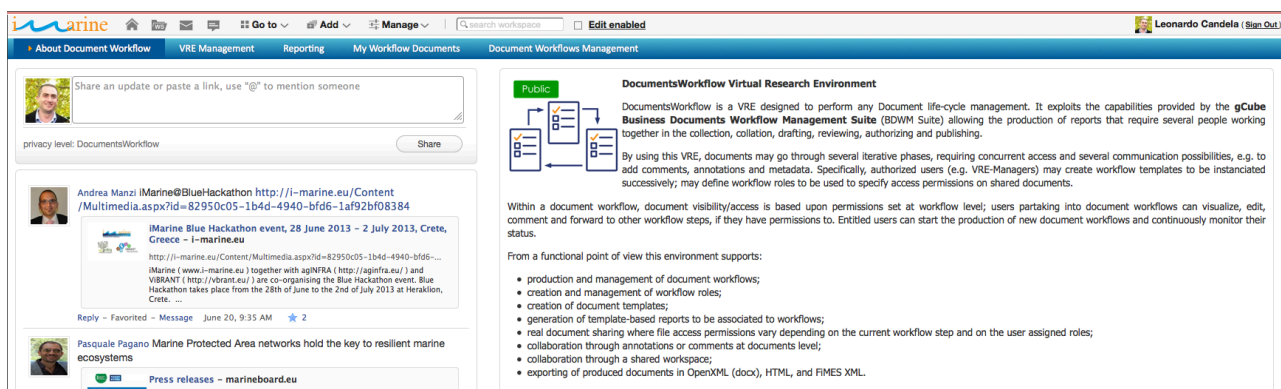 iMarine
Go to
Add
Manage
search workspace
Edit enabled
Leonardo Candela ( Sign Out )
About Document Workflow
VRE Management
Reporting
My Workflow Documents
Document Workflows Management
Share an update or paste a link, use "@" to mention someone
privacy level: DocumentsWorkflow
Share
Andrea Manzi iMarine@BlueHackathon http://i-marine.eu/Content
/Multimedia.aspx?id=82950c05-1b4d-4940-bfd6-1af92bf08384
iMarine Blue Hackathon event, 28 June 2013 – 2 July 2013, Crete,
Greece – i-marine.eu
http://i-marine.eu/Content/Multimedia.aspx?id=82950c05-1b4d-4940-bfd6-...
iMarine ( www.i-marine.eu ) together with agINFRA ( http://aginfra.eu/ ) and
ViBRANT ( http://vbrant.eu/ ) are co-organising the Blue Hackathon event. Blue
Hackathon takes place from the 28th of June to the 2nd of July 2013 at Heraklion,
Crete. ...
Reply – Favorited – Message June 20, 9:35 AM 2
Pasquale Pagano Marine Protected Area networks hold the key to resilient marine
ecosystems
Press releases – marineboard.eu
Public
DocumentsWorkflow Virtual Research Environment
DocumentsWorkflow is a VRE designed to perform any Document life-cycle management. It exploits the capabilities provided by the gCube
Business Documents Workflow Management Suite (BDWM Suite) allowing the production of reports that require several people working
together in the collection, collation, drafting, reviewing, authorizing and publishing.
By using this VRE, documents may go through several iterative phases, requiring concurrent access and several communication possibilities, e.g. to
add comments, annotations and metadata. Specifically, authorized users (e.g. VRE-Managers) may create workflow templates to be instanciated
successively; may define workflow roles to be used to specify access permissions on shared documents.
Within a document workflow, document visibility/access is based upon permissions set at workflow level; users partaking into document workflows can visualize, edit,
comment and forward to other workflow steps, if they have permissions to. Entitled users can start the production of new document workflows and continuously monitor their
status.
From a functional point of view this environment supports:
• production and management of document workflows;
• creation and management of workflow roles;
• creation of document templates;
• generation of template-based reports to be associated to workflows;
• real document sharing where file access permissions vary depending on the current workflow step and on the user assigned roles;
• collaboration through annotations or comments at documents level;
• collaboration through a shared workspace;
• exporting of produced documents in OpenXML (docx), HTML, and FiMES XML.